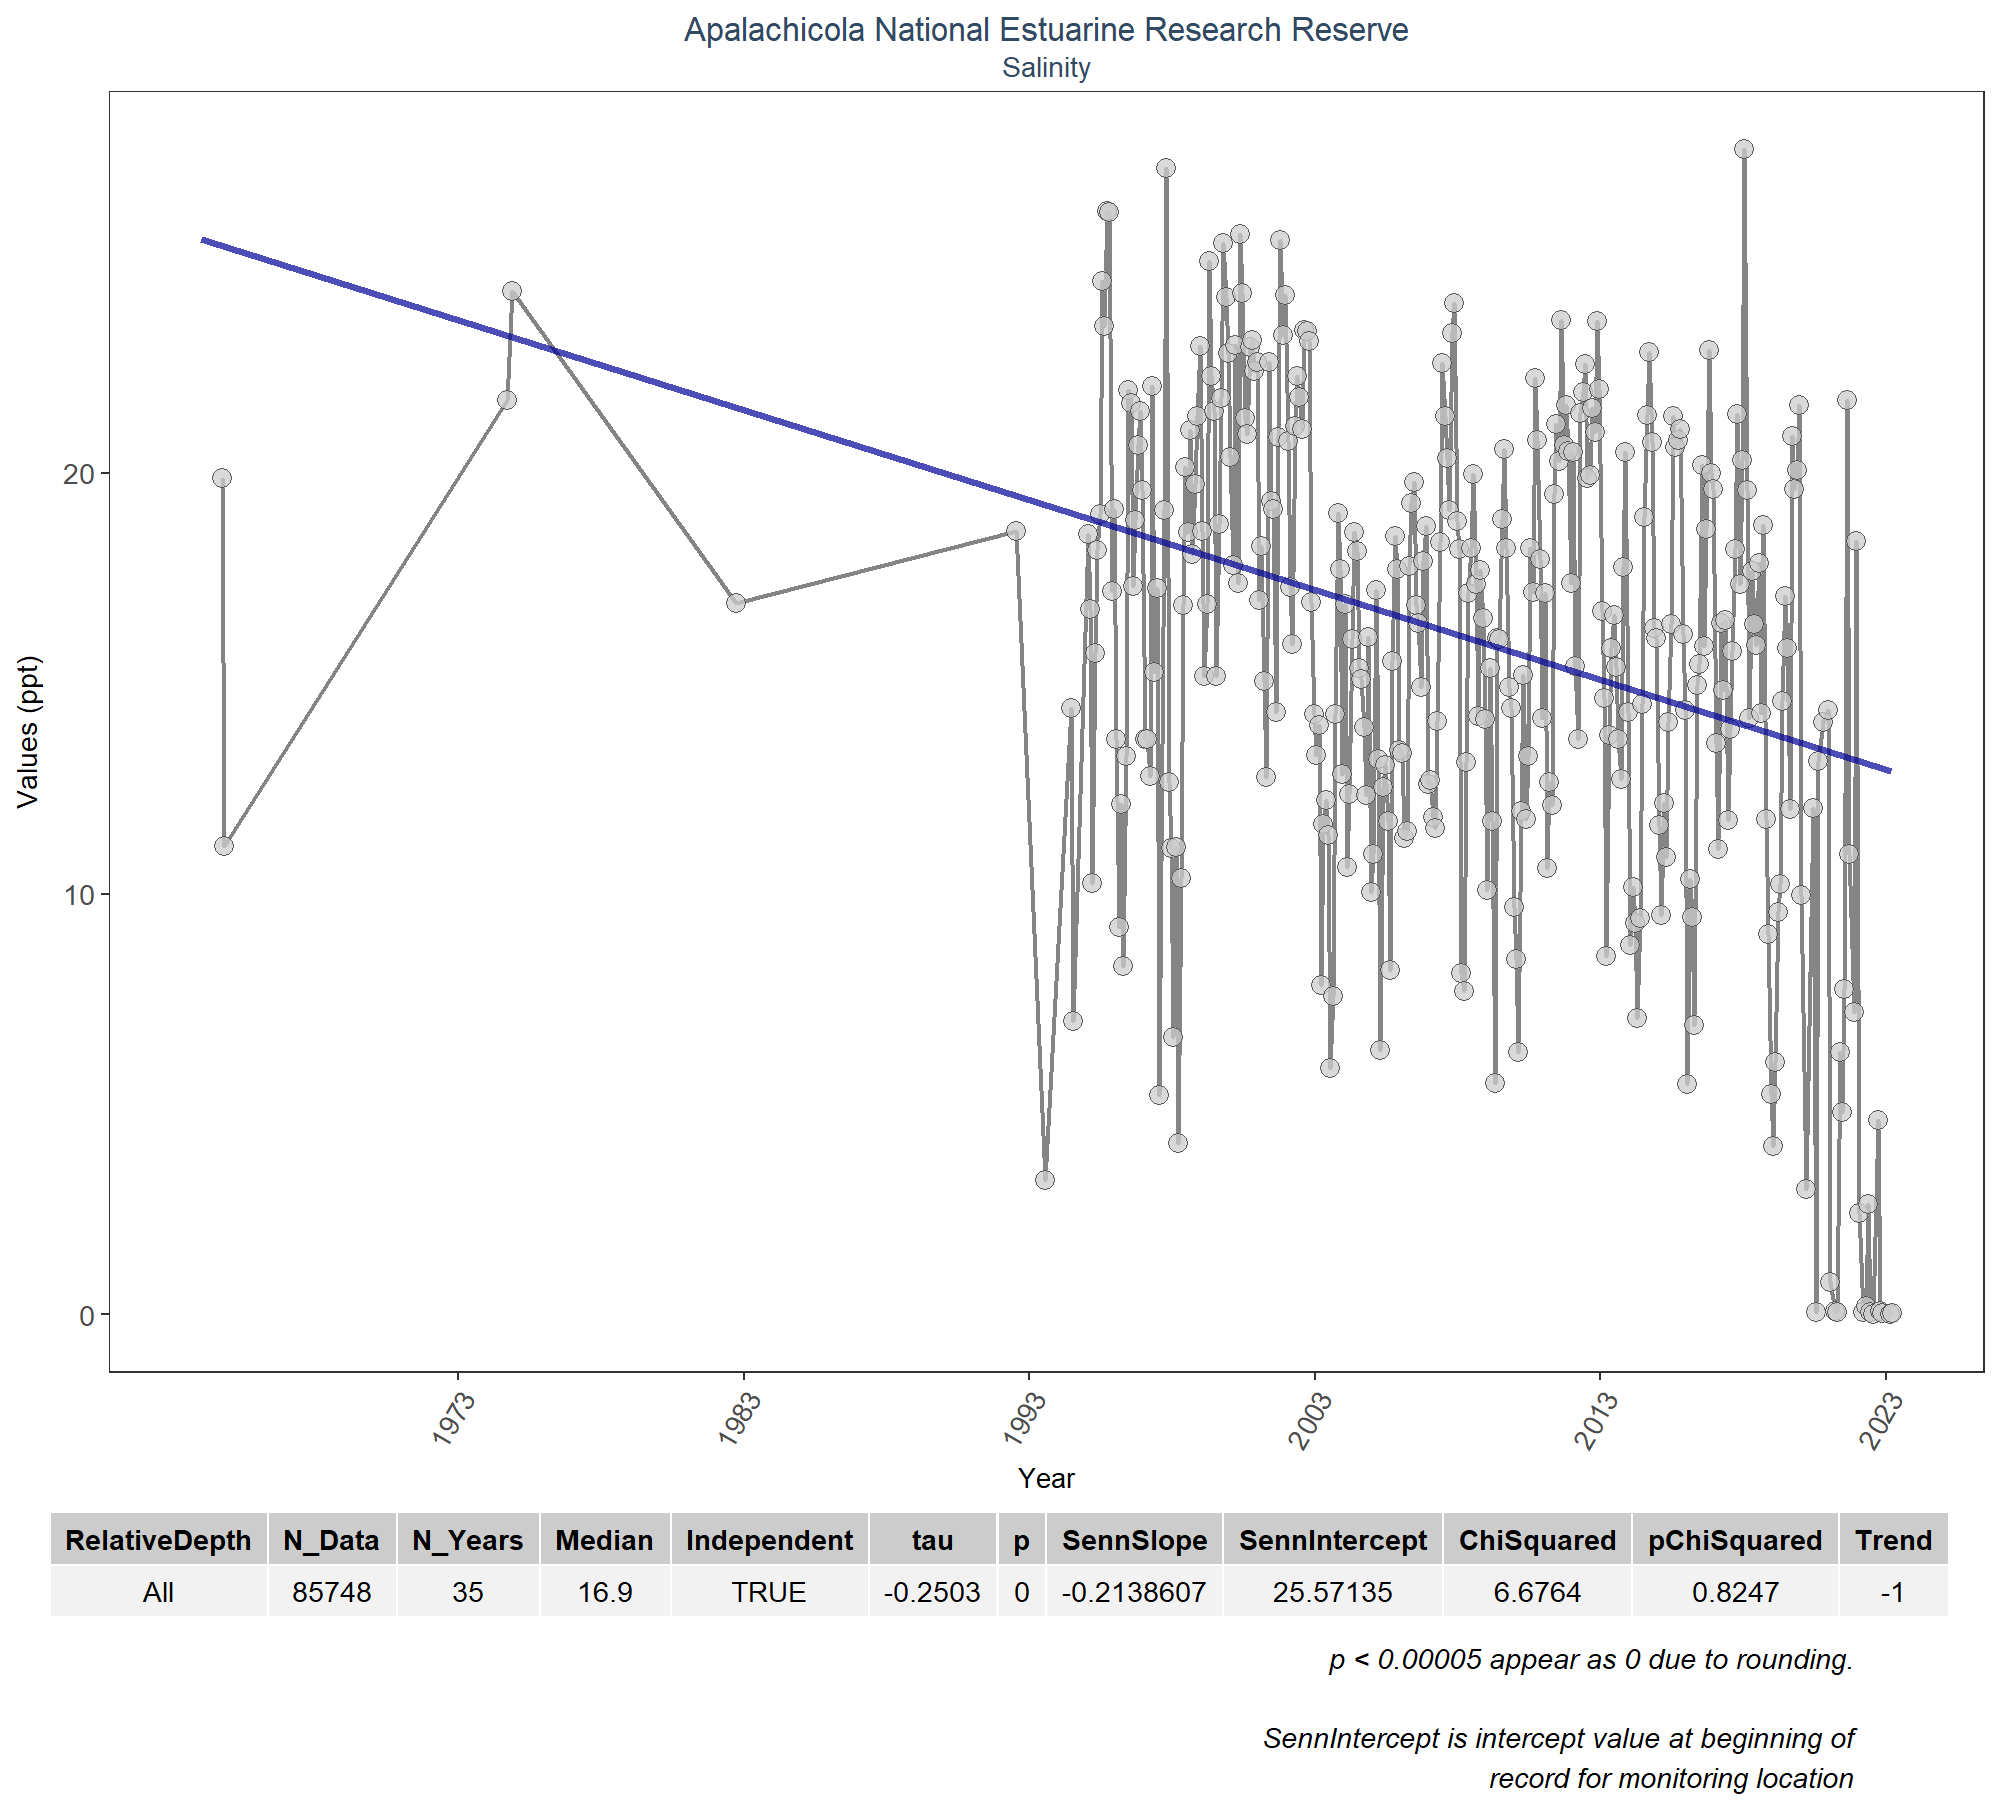 Apalachicola National Estuarine Research Reserve
Salinity
Values (ppt)
20
10
0
1973
1983
1993
2003
2013
2023
Year
RelativeDepth N_Data N_Years Median Independent tau p SennSlope SennIntercept ChiSquared pChiSquared Trend
All 85748 35 16.9 TRUE -0.2503 0 -0.2138607 25.57135 6.6764 0.8247 -1
p < 0.00005 appear as 0 due to rounding.
SennIntercept is intercept value at beginning of
record for monitoring location